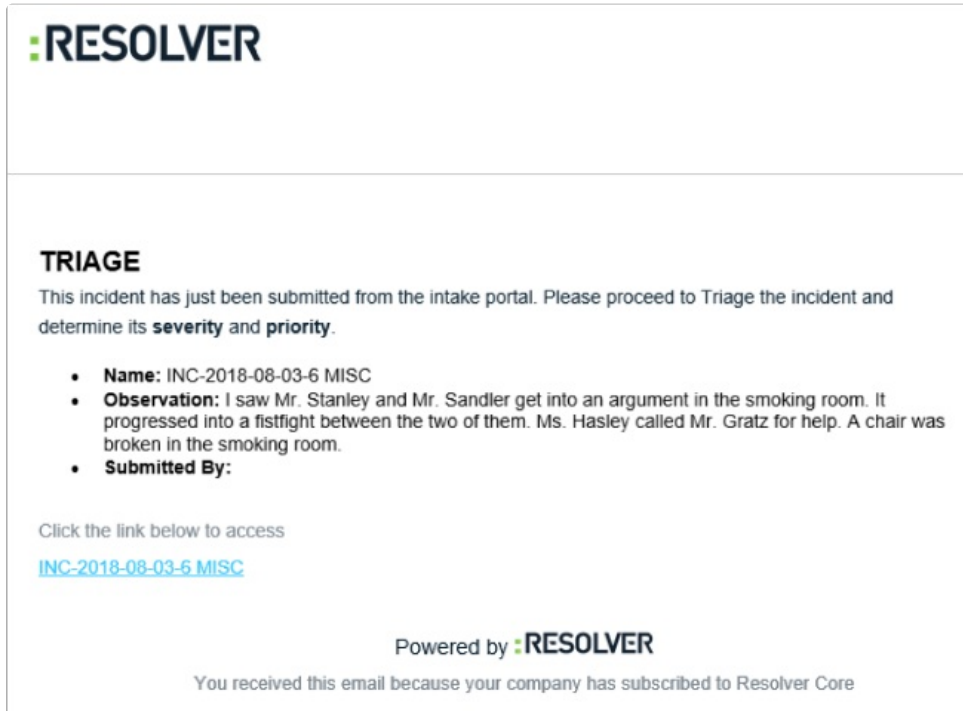 :RESOLVER
TRIAGE
This incident has just been submitted from the intake portal. Please proceed to Triage the incident and
determine its severity and priority.
• Name: INC-2018-08-03-6 MISC
• Observation: I saw Mr. Stanley and Mr. Sandler get into an argument in the smoking room. It
progressed into a fistfight between the two of them. Ms. Hasley called Mr. Gratz for help. A chair was
broken in the smoking room.
• Submitted By:
Click the link below to access
INC-2018-08-03-6 MISC
Powered by :RESOLVER
You received this email because your company has subscribed to Resolver Core